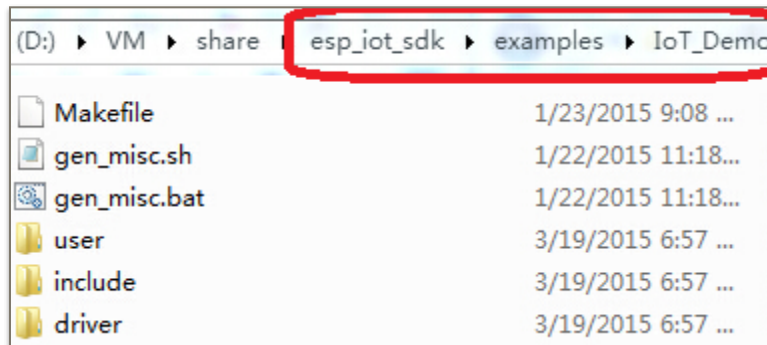 (D:) ▸ VM ▸ share ▸ esp_iot_sdk ▸ examples ▸ IoT_Demo
Makefile 1/23/2015 9:08 ...
gen_misc.sh 1/22/2015 11:18...
gen_misc.bat 1/22/2015 11:18...
user 3/19/2015 6:57 ...
include 3/19/2015 6:57 ...
driver 3/19/2015 6:57 ...